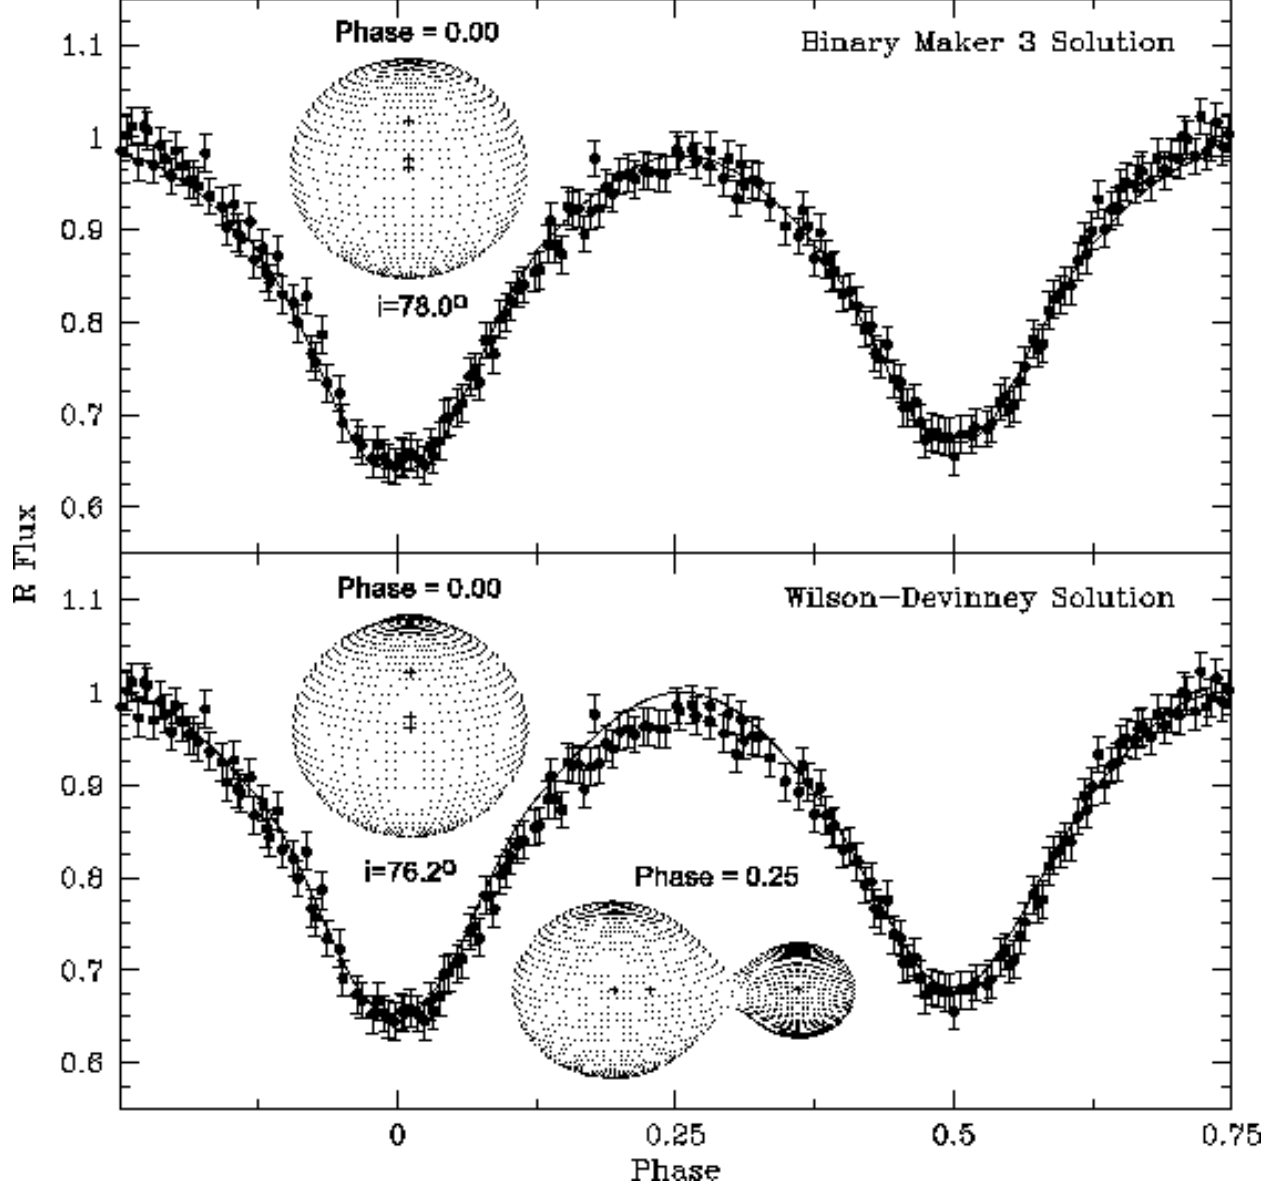 Phase = 0.00
Binary Maker 3 Solution
1.1
1
0.9
i=78.0°
0.8
0.7
0.6
R Flux
Phase = 0.00
Wilson-Devinney Solution
1.1
1
0.9
i=76.2°
Phase = 0.25
0.8
0.7
0.6
0 0.25 0.5 0.75
Phase